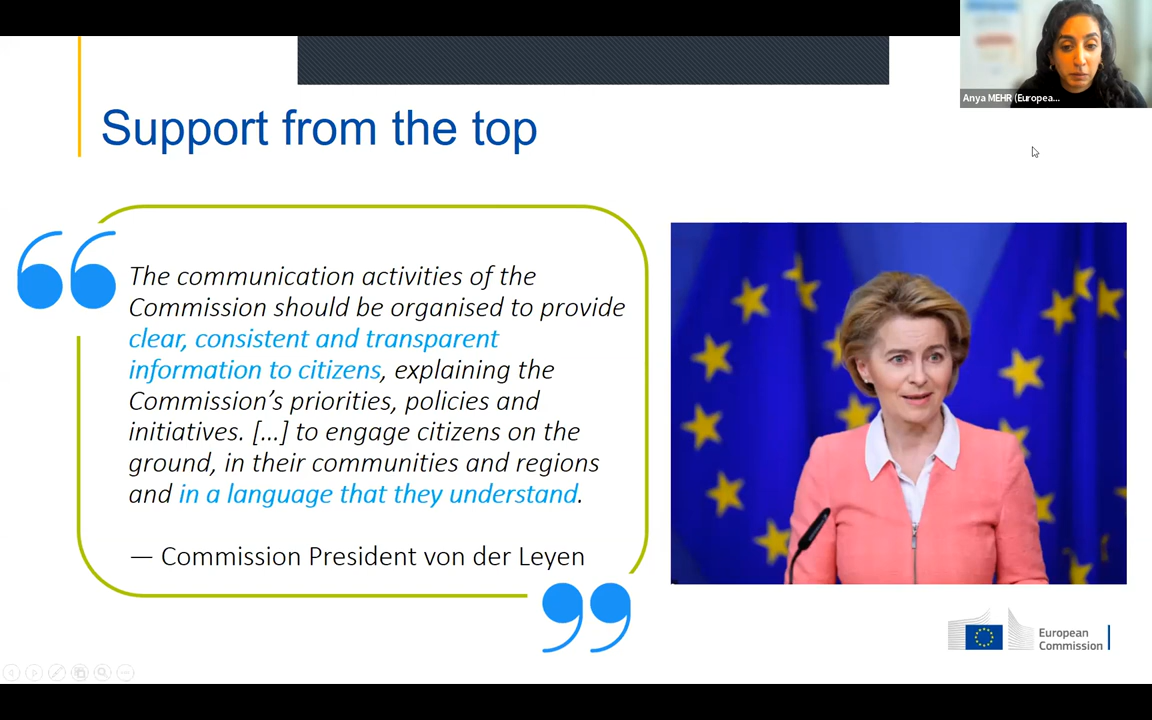 Anya MEHR (Europea...
Support from the top
The communication activities of the
Commission should be organised to provide
clear, consistent and transparent
information to citizens, explaining the
Commission’s priorities, policies and
initiatives. […] to engage citizens on the
ground, in their communities and regions
and in a language that they understand.
— Commission President von der Leyen
European
Commission